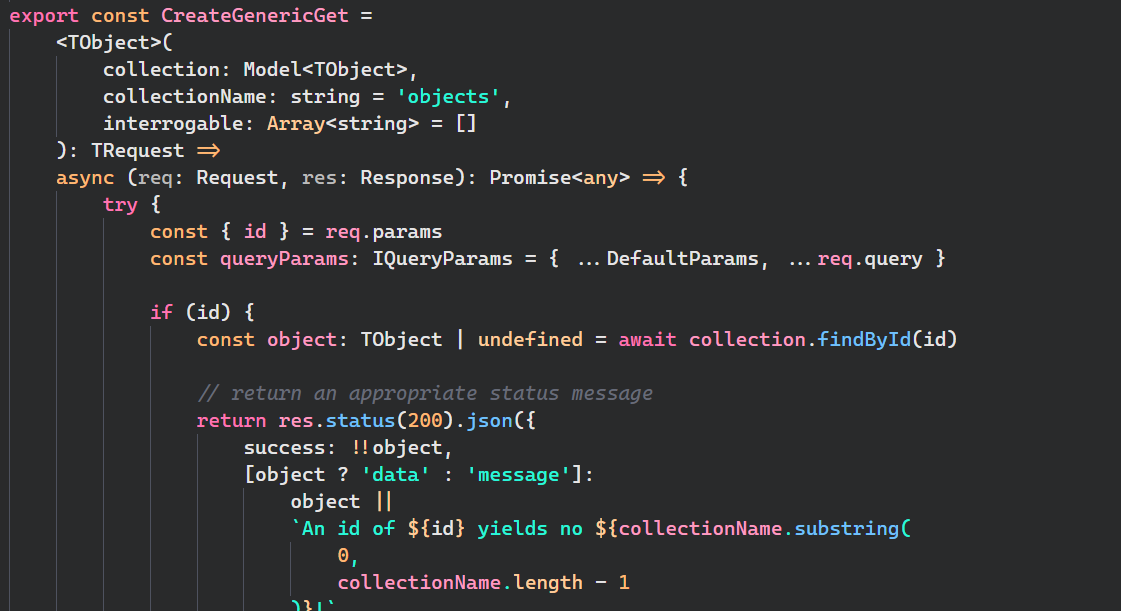 export const CreateGenericGet =
<TObject>(
collection: Model<TObject>,
collectionName: string = 'objects',
interrogable: Array<string> = []
): TRequest =>
async (req: Request, res: Response): Promise<any> => {
try {
const { id } = req.params
const queryParams: IQueryParams = { ...DefaultParams, ...req.query }
if (id) {
const object: TObject | undefined = await collection.findById(id)
// return an appropriate status message
return res.status(200).json({
success: !!object,
[object ? 'data' : 'message']:
object ||
`An id of ${id} yields no ${collectionName.substring(
0,
collectionName.length - 1
)}!`